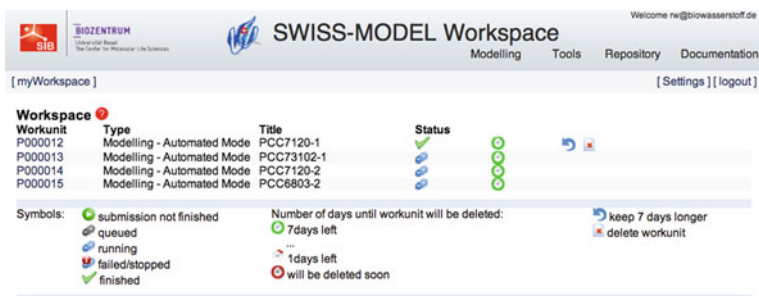 Welcome rw@biowasserstoff.de
SIB
BIOZENTRUM
Universität Basel
The Center for Molecular Life Sciences
SWISS-MODEL Workspace
Modelling Tools Repository Documentation
[ myWorkspace ] [ Settings ] [ logout ]
Workspace ?
Workunit Type Title Status
P000012 Modelling - Automated Mode PCC7120-1
P000013 Modelling - Automated Mode PCC73102-1
P000014 Modelling - Automated Mode PCC7120-2
P000015 Modelling - Automated Mode PCC6803-2
Symbols: submission not finished Number of days until workunit will be deleted: keep 7 days longer
queued 7days left delete workunit
running ...
failed/stopped 1days left
finished will be deleted soon